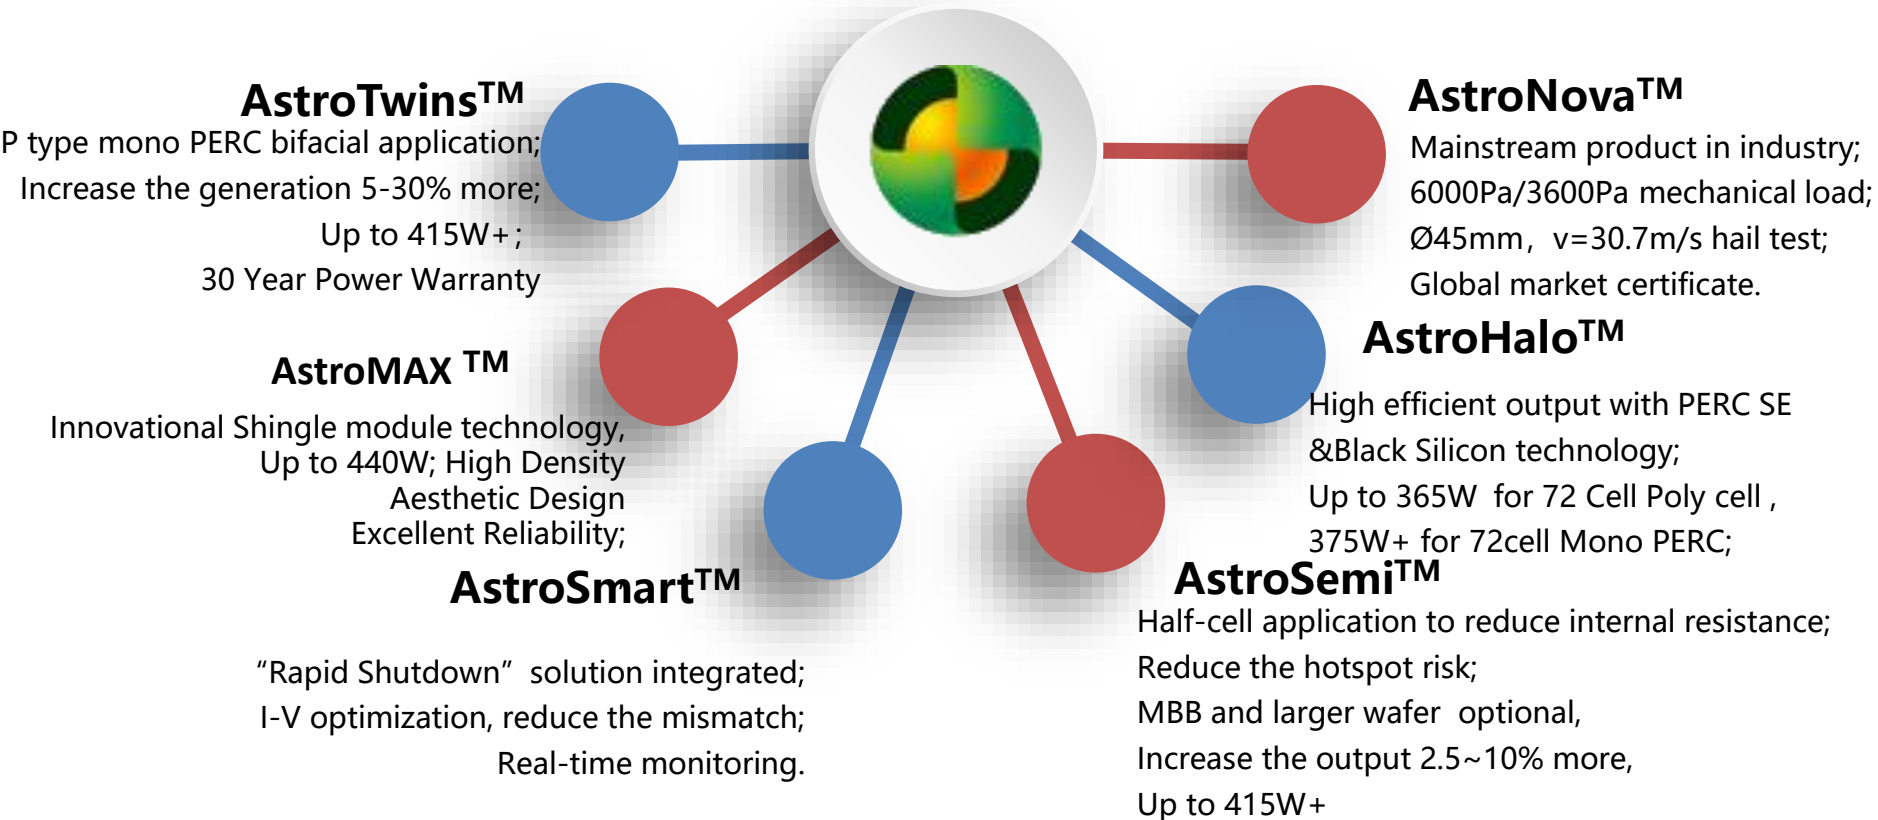 AstroTwins™
P type mono PERC bifacial application;
Increase the generation 5-30% more;
Up to 415W+;
30 Year Power Warranty
AstroMAX ™
Innovational Shingle module technology,
Up to 440W; High Density
Aesthetic Design
Excellent Reliability;
AstroSmart™
“Rapid Shutdown” solution integrated;
I-V optimization, reduce the mismatch;
Real-time monitoring.
AstroNova™
Mainstream product in industry;
6000Pa/3600Pa mechanical load;
Ø45mm, v=30.7m/s hail test;
Global market certificate.
AstroHalo™
High efficient output with PERC SE
&Black Silicon technology;
Up to 365W for 72 Cell Poly cell ,
375W+ for 72cell Mono PERC;
AstroSemi™
Half-cell application to reduce internal resistance;
Reduce the hotspot risk;
MBB and larger wafer optional,
Increase the output 2.5~10% more,
Up to 415W+